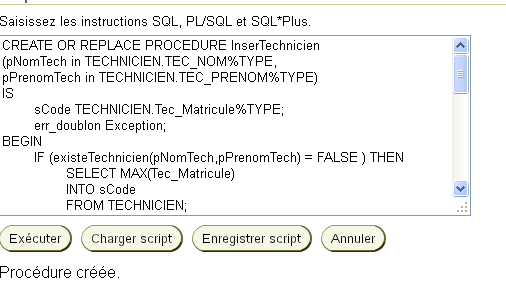 Saisissez les instructions SQL, PL/SQL et SQL*Plus.
CREATE OR REPLACE PROCEDURE InserTechnicien
(pNomTech in TECHNICIEN.TEC_NOM%TYPE,
pPrenomTech in TECHNICIEN.TEC_PRENOM%TYPE)
IS
sCode TECHNICIEN.Tec_Matricule%TYPE;
err_doublon Exception;
BEGIN
IF (existeTechnicien(pNomTech,pPrenomTech) = FALSE ) THEN
SELECT MAX(Tec_Matricule)
INTO sCode
FROM TECHNICIEN;
Exécuter Charger script Enregistrer script Annuler
Procédure créée.